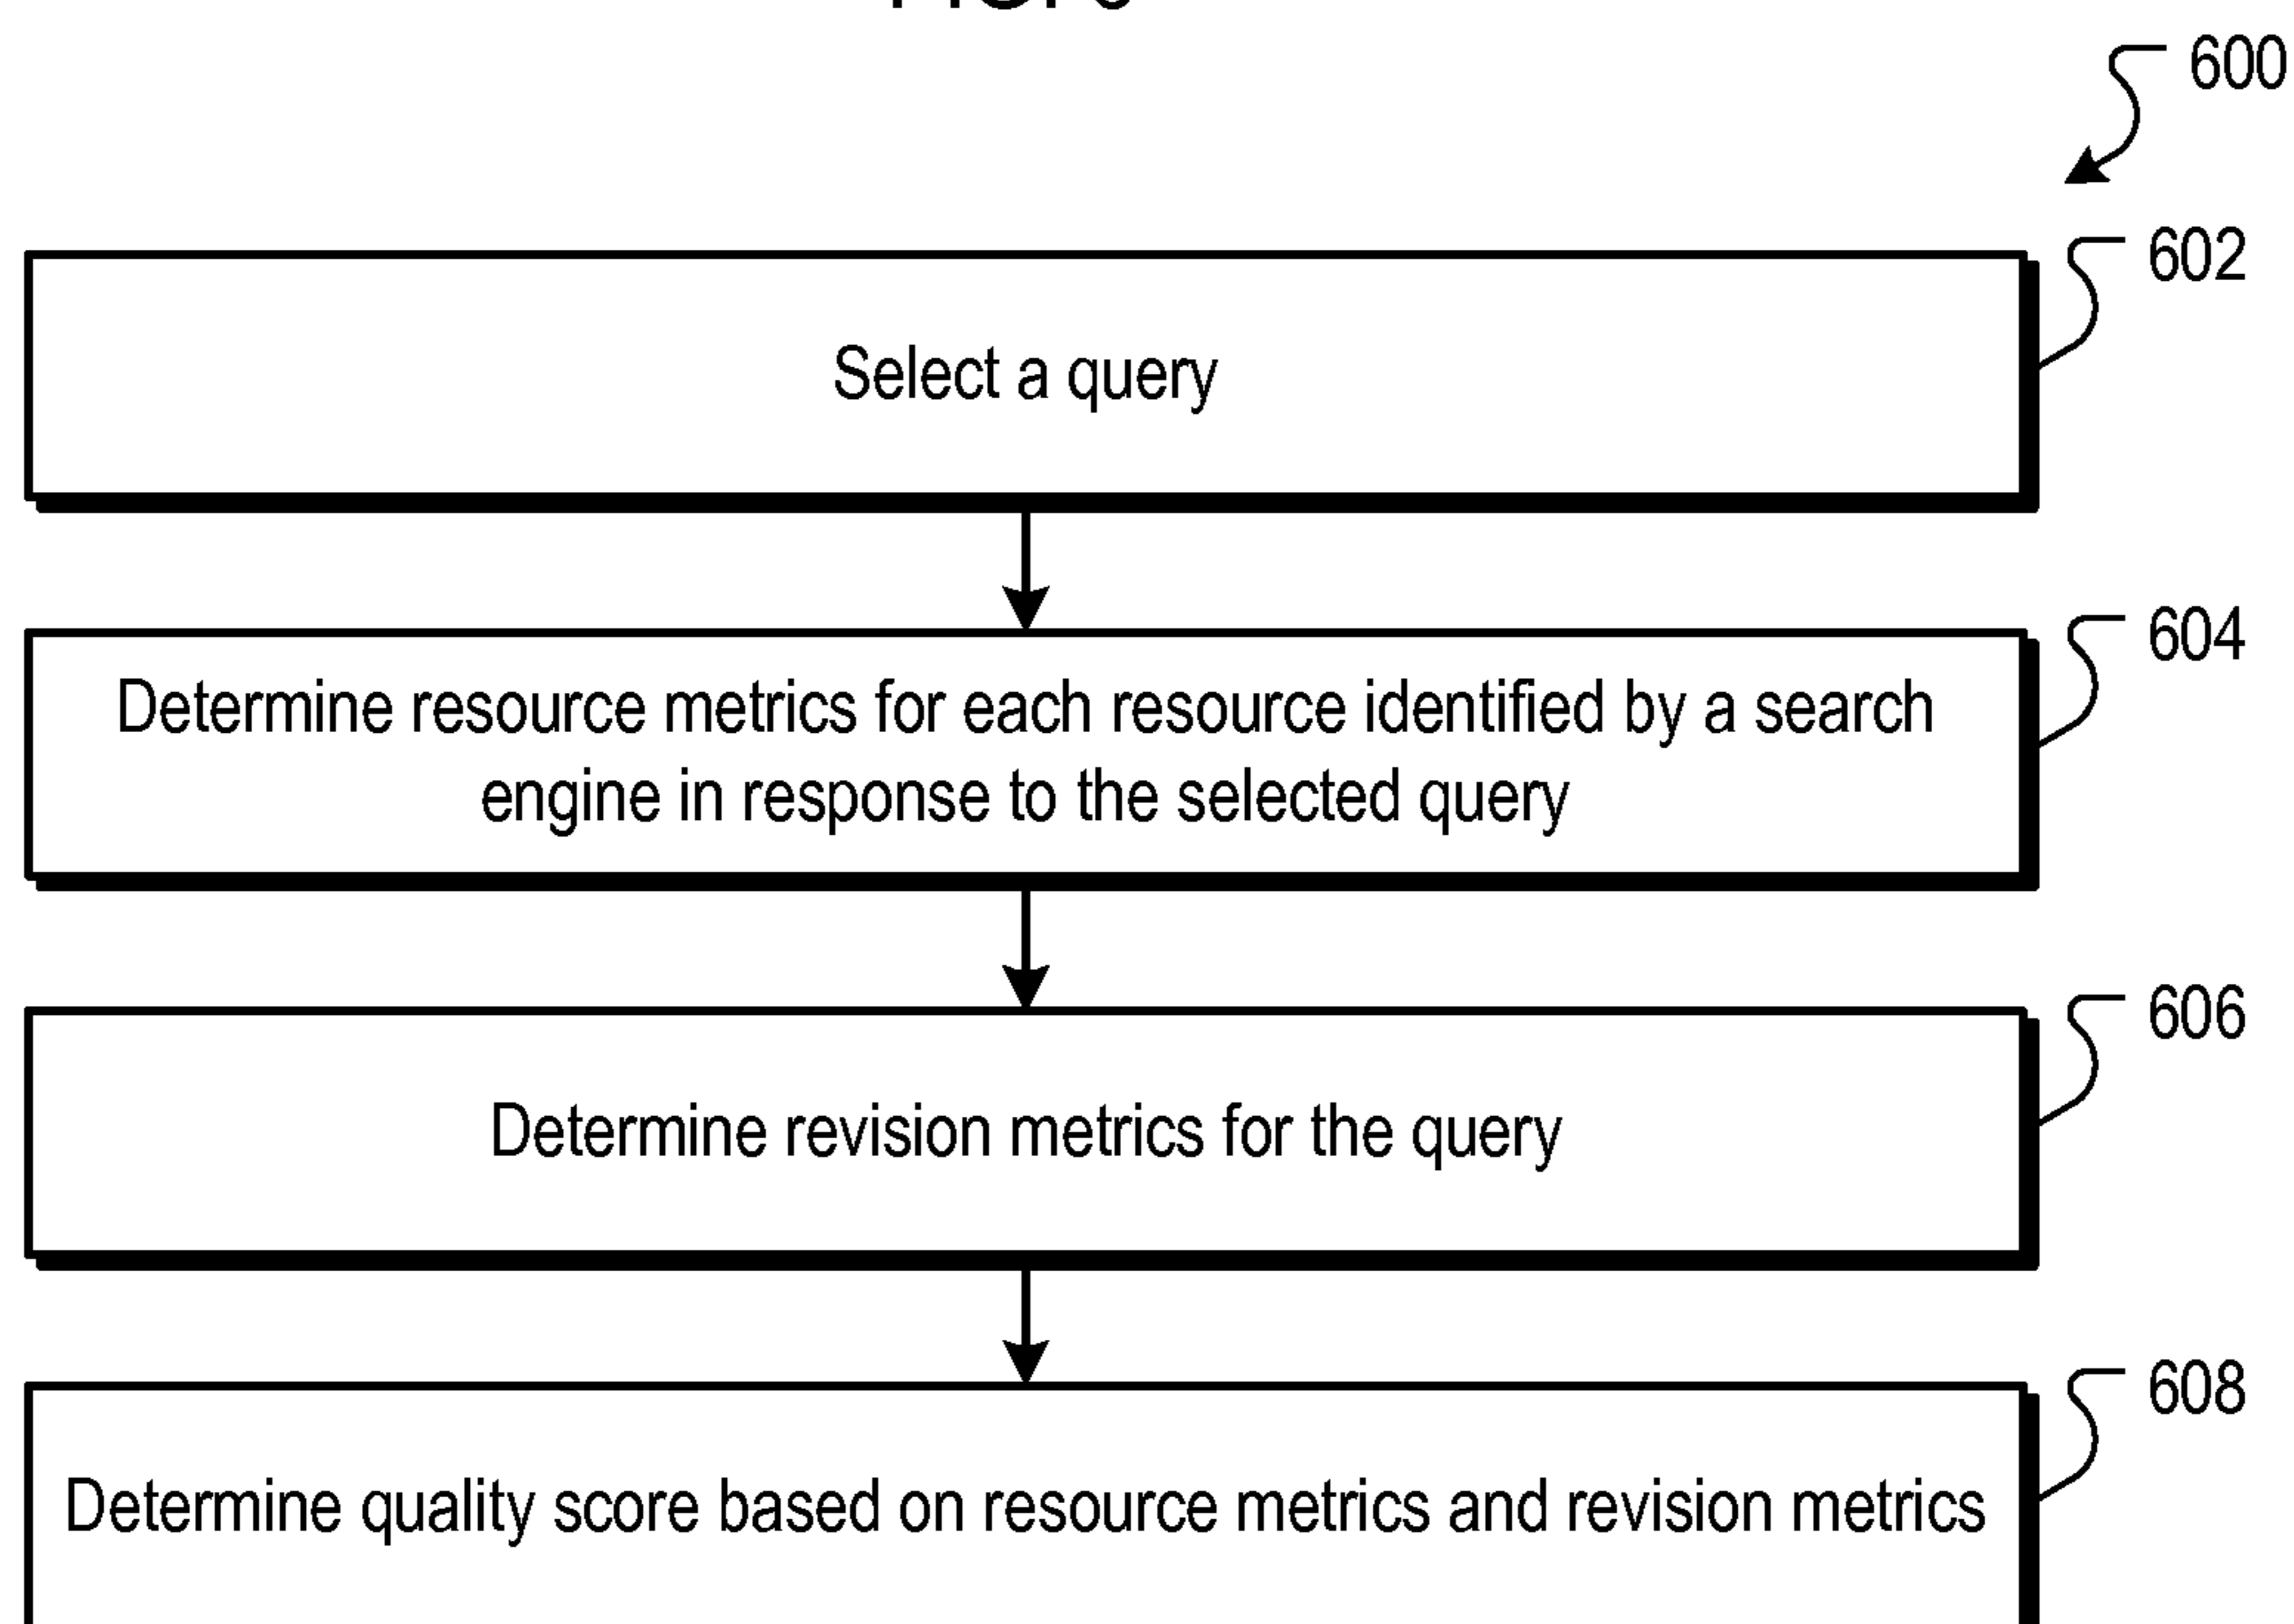 600
602
Select a query
604
Determine resource metrics for each resource identified by a search
engine in response to the selected query
606
Determine revision metrics for the query
608
Determine quality score based on resource metrics and revision metrics